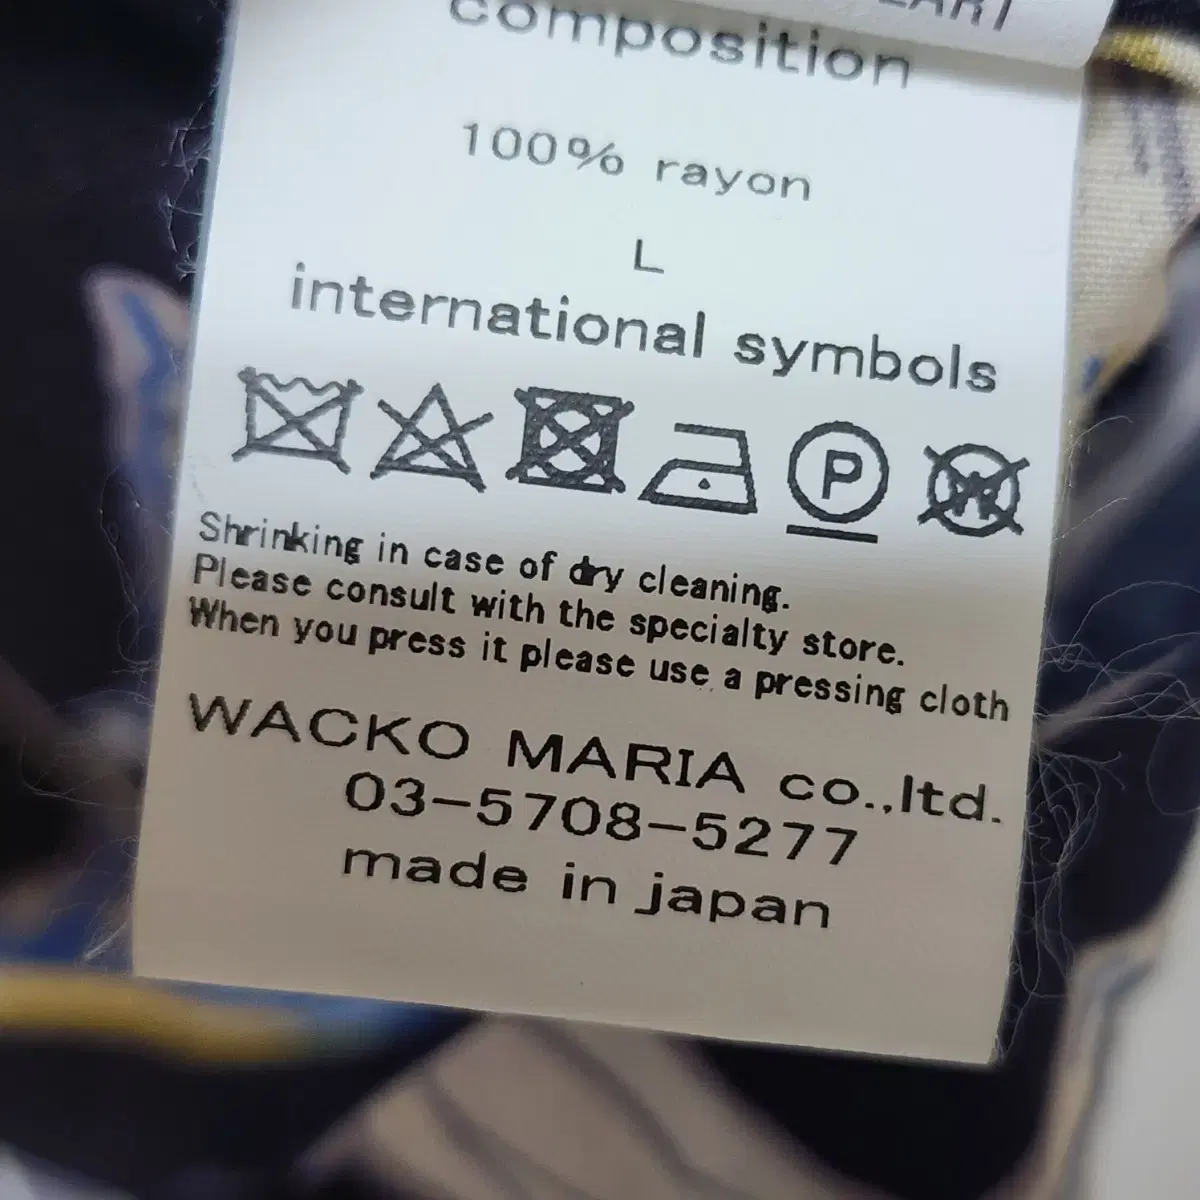 composition
100% rayon
L
international symbols
P
W
Shrinking in case of dry cleaning.
Please consult with the specialty store.
When you press it please use a pressing cloth
WACKO MARIA co.,ltd.
03-5708-5277
made in japan